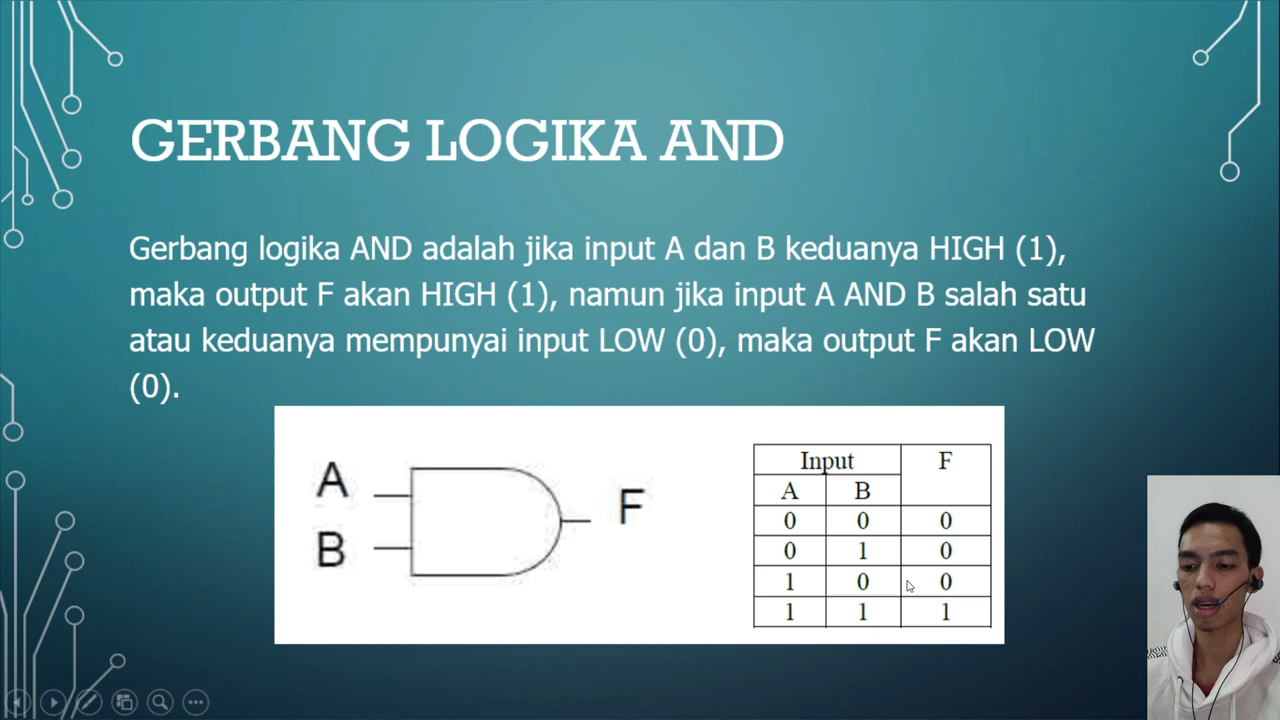 GERBANG LOGIKA AND
Gerbang logika AND adalah jika input A dan B keduanya HIGH (1),
maka output F akan HIGH (1), namun jika input A AND B salah satu
atau keduanya mempunyai input LOW (0), maka output F akan LOW
(0).
A
B
F
Input F
A B
0 0 0
0 1 0
1 0 0
1 1 1